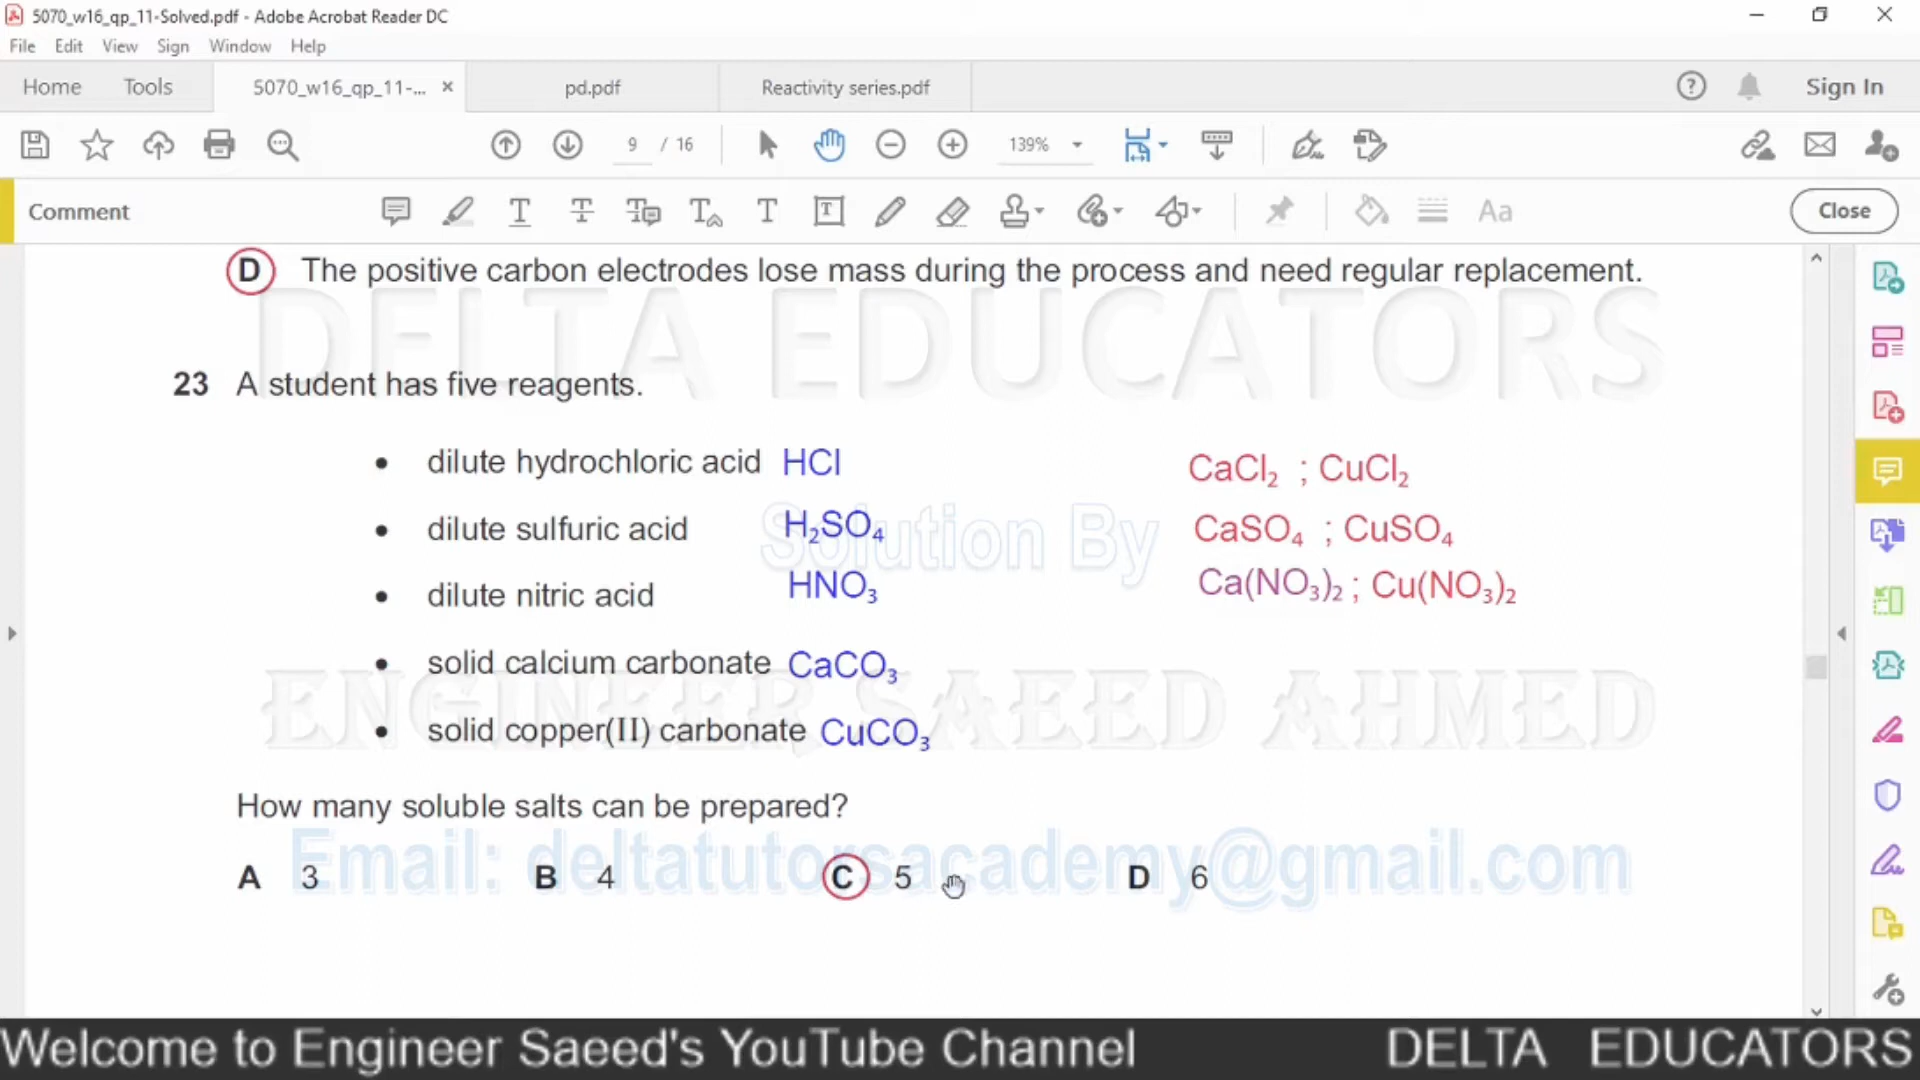 5070_w16_qp_11-Solved.pdf - Adobe Acrobat Reader DC
File Edit View Sign Window Help
Home Tools 5070_w16_qp_11-... × pd.pdf Reactivity series.pdf Sign In
9 / 16 139%
Comment Close
D The positive carbon electrodes lose mass during the process and need regular replacement.
DELTA EDUCATORS
23 A student has five reagents.
• dilute hydrochloric acid HCl CaCl₂ ; CuCl₂
Solution By
• dilute sulfuric acid H₂SO₄ CaSO₄ ; CuSO₄
• dilute nitric acid HNO₃ Ca(NO₃)₂ ; Cu(NO₃)₂
• solid calcium carbonate CaCO₃
ENGINEER SAEED AHMED
• solid copper(II) carbonate CuCO₃
How many soluble salts can be prepared?
Email: deltatutorsacademy@gmail.com
A 3 B 4 C 5 D 6
Welcome to Engineer Saeed's YouTube Channel DELTA EDUCATORS